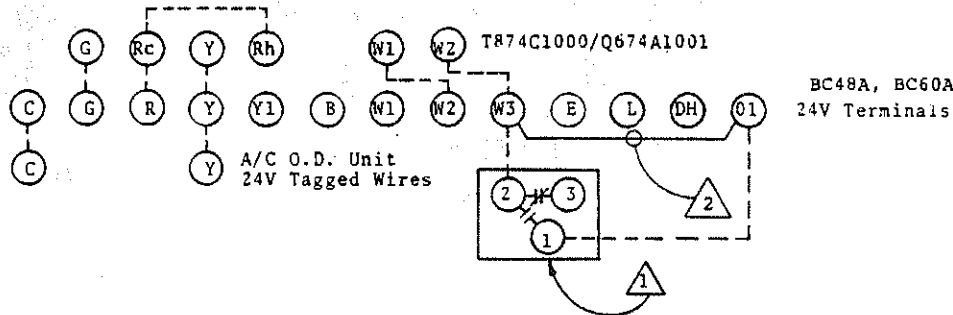 G Rc Y Rh W1 W2 T874C1000/Q674A1001
C G R Y Y1 B W1 W2 W3 E L DH O1
BC48A, BC60A
24V Terminals
C Y
A/C O.D. Unit
24V Tagged Wires
2 3
2
1
1